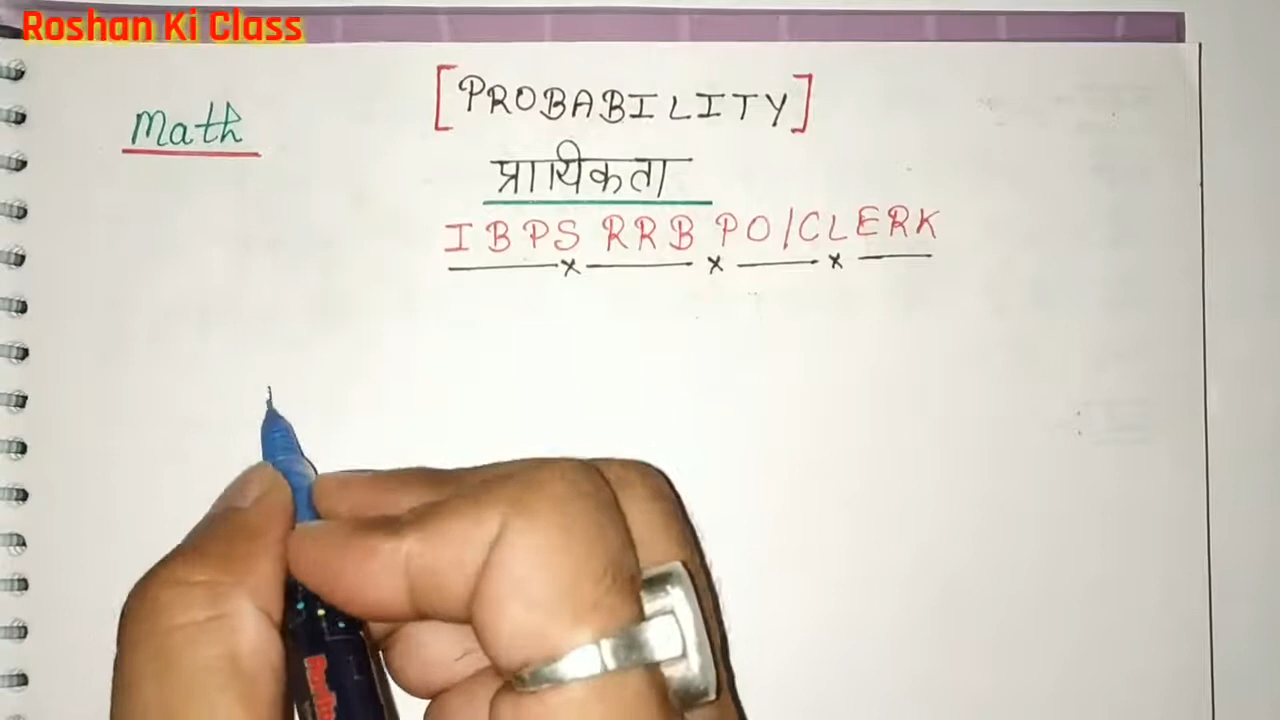 Roshan Ki Class
Math
[PROBABILITY]
प्रायिकता
IBPS RRB PO/CLERK